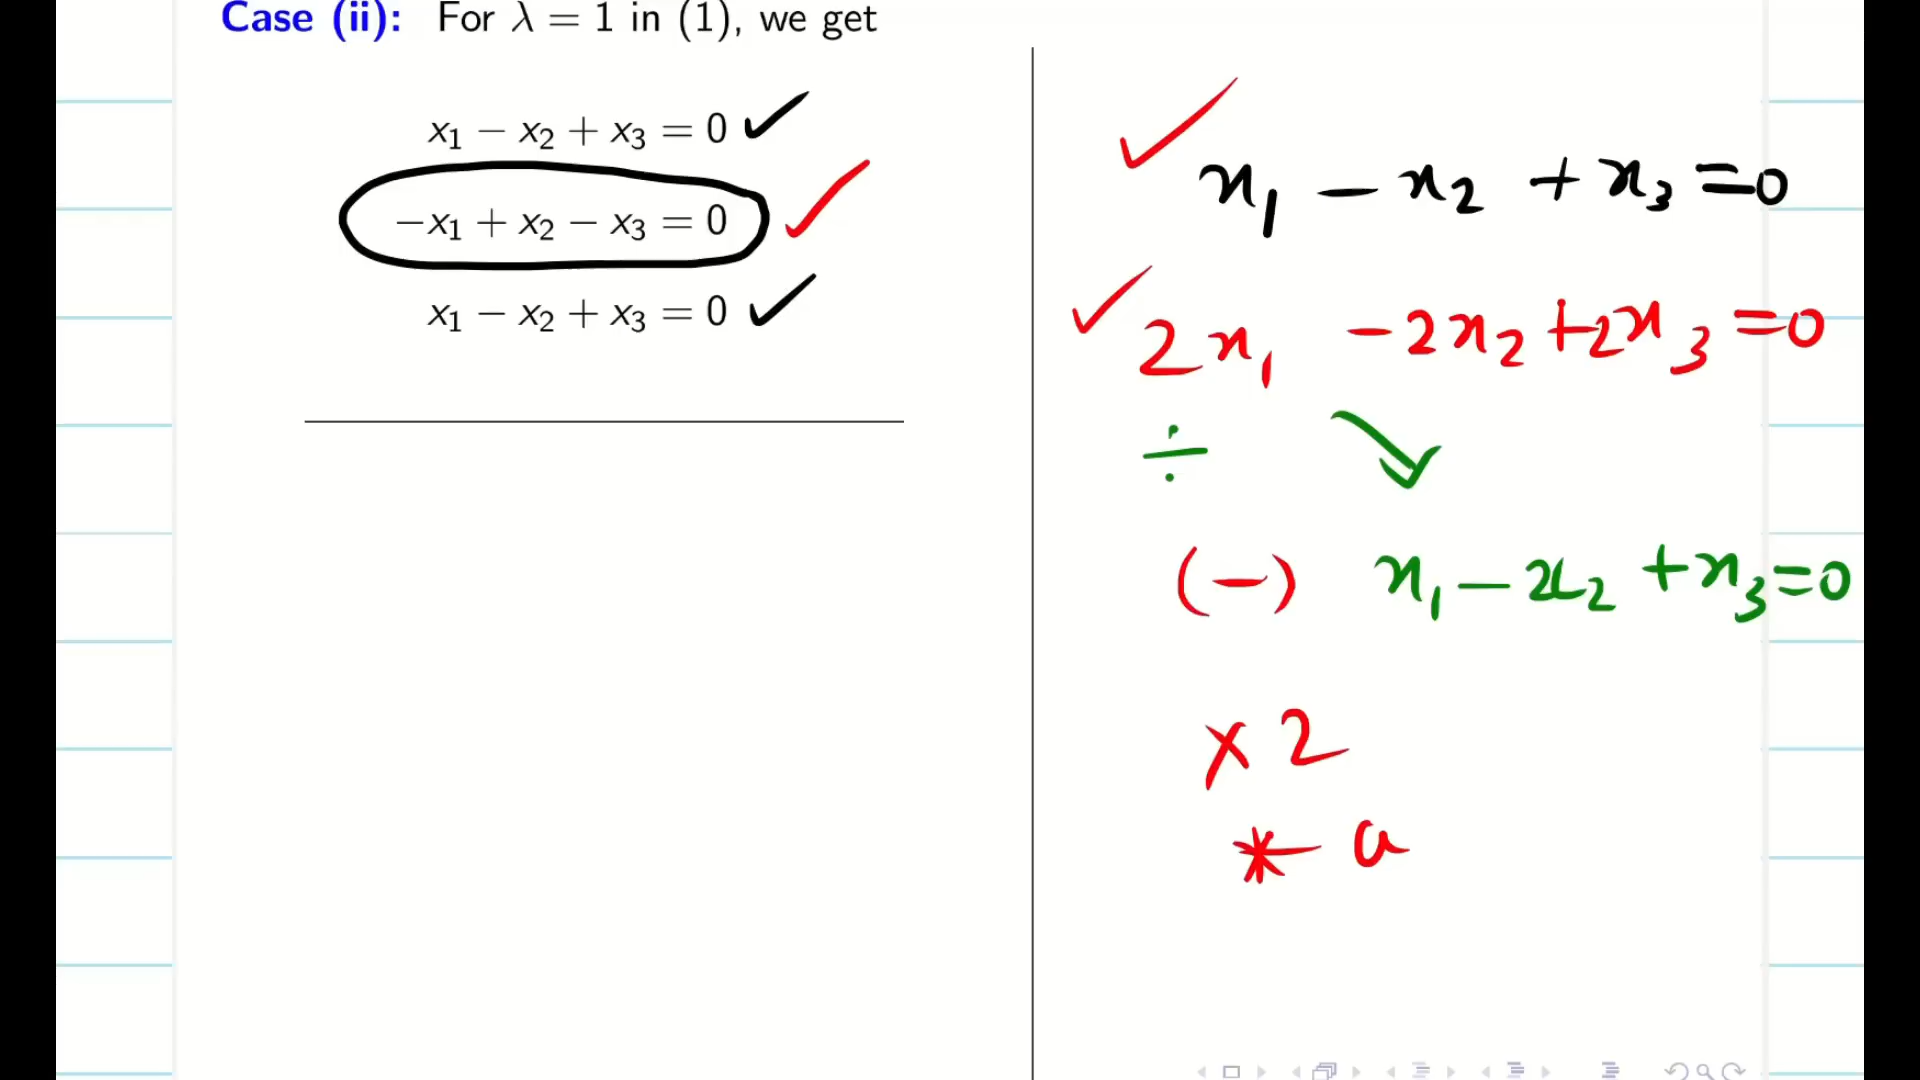 Case (ii): For λ = 1 in (1), we get
x₁ − x₂ + x₃ = 0
−x₁ + x₂ − x₃ = 0
x₁ − x₂ + x₃ = 0
x₁ − x₂ + x₃ = 0
2x₁ − 2x₂ + 2x₃ = 0
÷
(−) x₁ − x₂ + x₃ = 0
× 2
* a